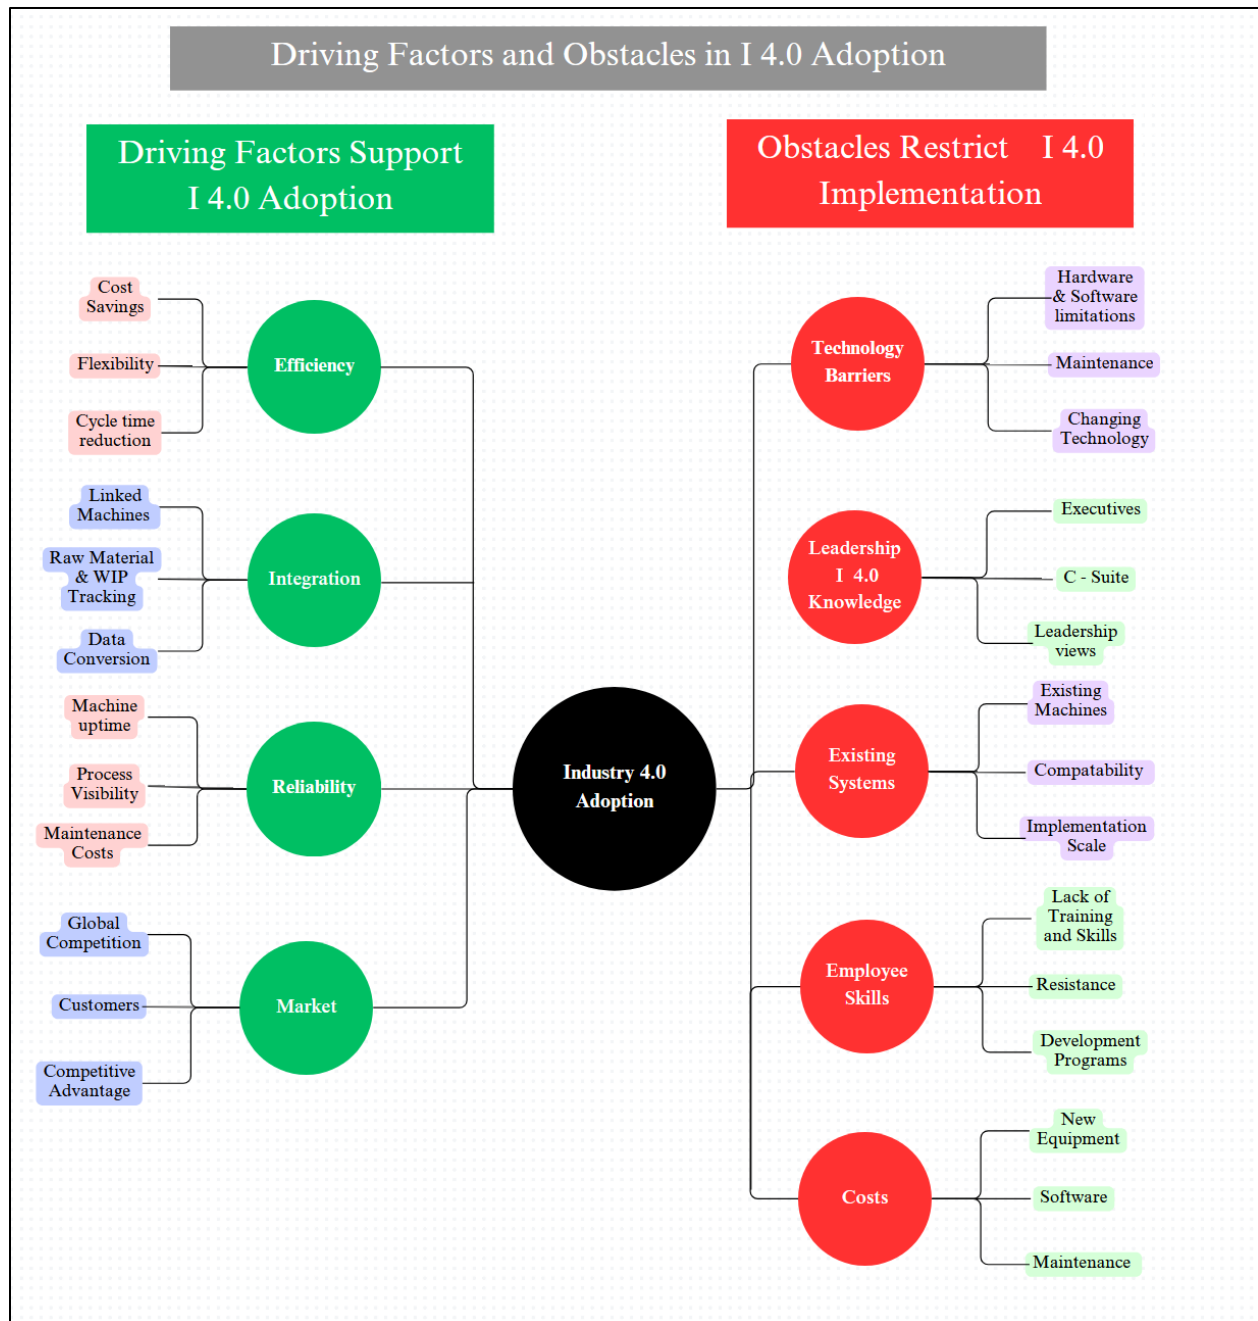 Driving Factors and Obstacles in I 4.0 Adoption
Driving Factors Support
I 4.0 Adoption
Cost
Savings
Flexibility
Cycle time
reduction
Efficiency
Linked
Machines
Raw Material
& WIP
Tracking
Data
Conversion
Integration
Machine
uptime
Process
Visibility
Maintenance
Costs
Reliability
Global
Competition
Customers
Competitive
Advantage
Market
Industry 4.0
Adoption
Obstacles Restrict I 4.0
Implementation
Technology
Barriers
Hardware
& Software
limitations
Maintenance
Changing
Technology
Leadership
I 4.0
Knowledge
Executives
C - Suite
Leadership
views
Existing
Systems
Existing
Machines
Compatability
Implementation
Scale
Employee
Skills
Lack of
Training
and Skills
Resistance
Development
Programs
Costs
New
Equipment
Software
Maintenance